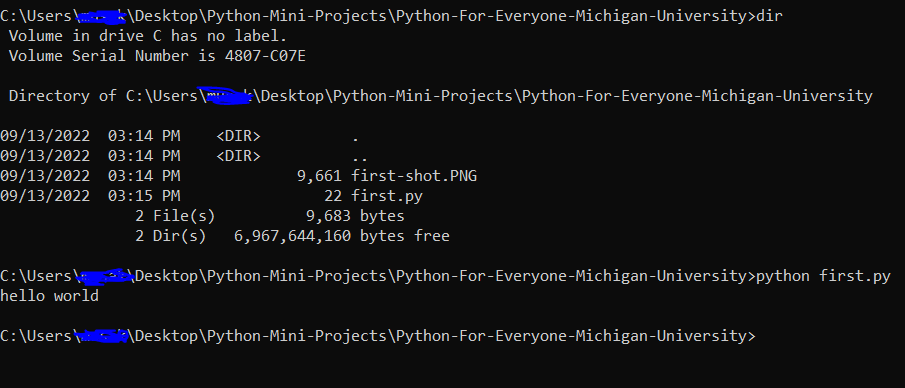 C:\Users\ \Desktop\Python-Mini-Projects\Python-For-Everyone-Michigan-University>dir
Volume in drive C has no label.
Volume Serial Number is 4807-C07E
Directory of C:\Users\ \Desktop\Python-Mini-Projects\Python-For-Everyone-Michigan-University
09/13/2022 03:14 PM <DIR> .
09/13/2022 03:14 PM <DIR> ..
09/13/2022 03:14 PM 9,661 first-shot.PNG
09/13/2022 03:15 PM 22 first.py
2 File(s) 9,683 bytes
2 Dir(s) 6,967,644,160 bytes free
C:\Users\ \Desktop\Python-Mini-Projects\Python-For-Everyone-Michigan-University>python first.py
hello world
C:\Users\ \Desktop\Python-Mini-Projects\Python-For-Everyone-Michigan-University>